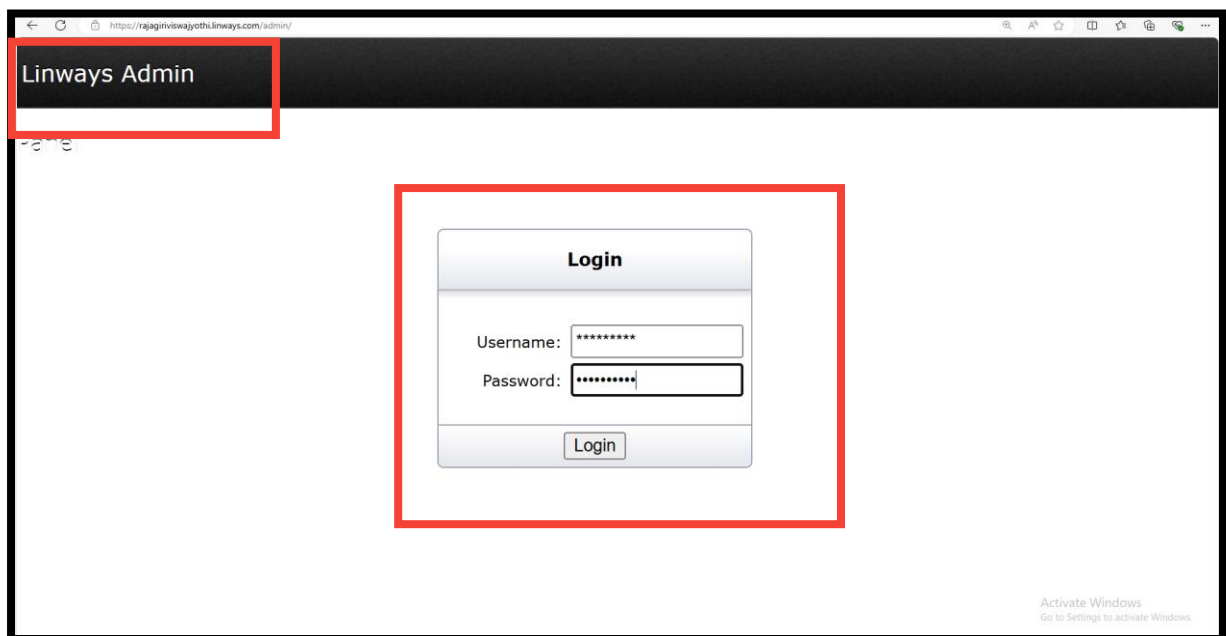 https://rajagiriviswajyothi.linways.com/admin/
Linways Admin
Panel
Login
Username: *********
Password: ••••••••••
Login
Activate Windows
Go to Settings to activate Windows.